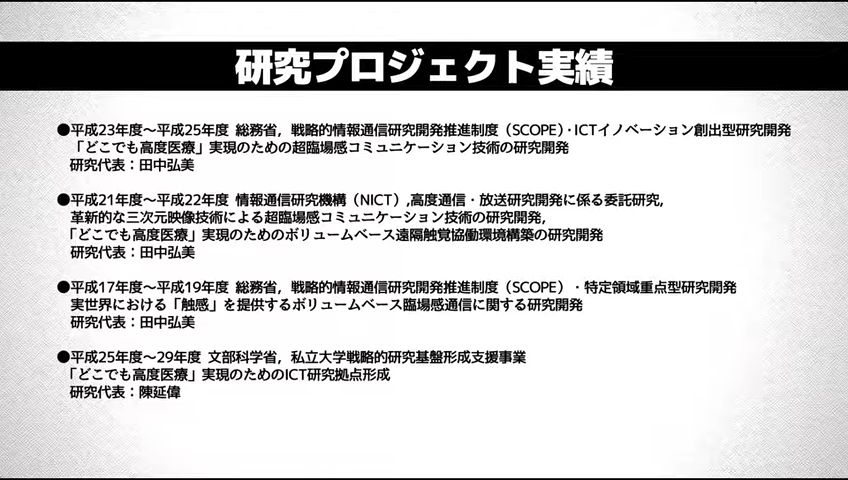 研究プロジェクト実績
●平成23年度～平成25年度 総務省，戦略的情報通信研究開発推進制度（SCOPE）・ICTイノベーション創出型研究開発
「どこでも高度医療」実現のための超臨場感コミュニケーション技術の研究開発
研究代表：田中弘美
●平成21年度～平成22年度 情報通信研究機構（NICT）,高度通信・放送研究開発に係る委託研究,
革新的な三次元映像技術による超臨場感コミュニケーション技術の研究開発,
「どこでも高度医療」実現のためのボリュームベース遠隔触覚協働環境構築の研究開発
研究代表：田中弘美
●平成17年度～平成19年度 総務省，戦略的情報通信研究開発推進制度（SCOPE）・特定領域重点型研究開発
実世界における「触感」を提供するボリュームベース臨場感通信に関する研究開発
研究代表：田中弘美
●平成25年度～29年度 文部科学省，私立大学戦略的研究基盤形成支援事業
「どこでも高度医療」実現のためのICT研究拠点形成
研究代表：陳延偉